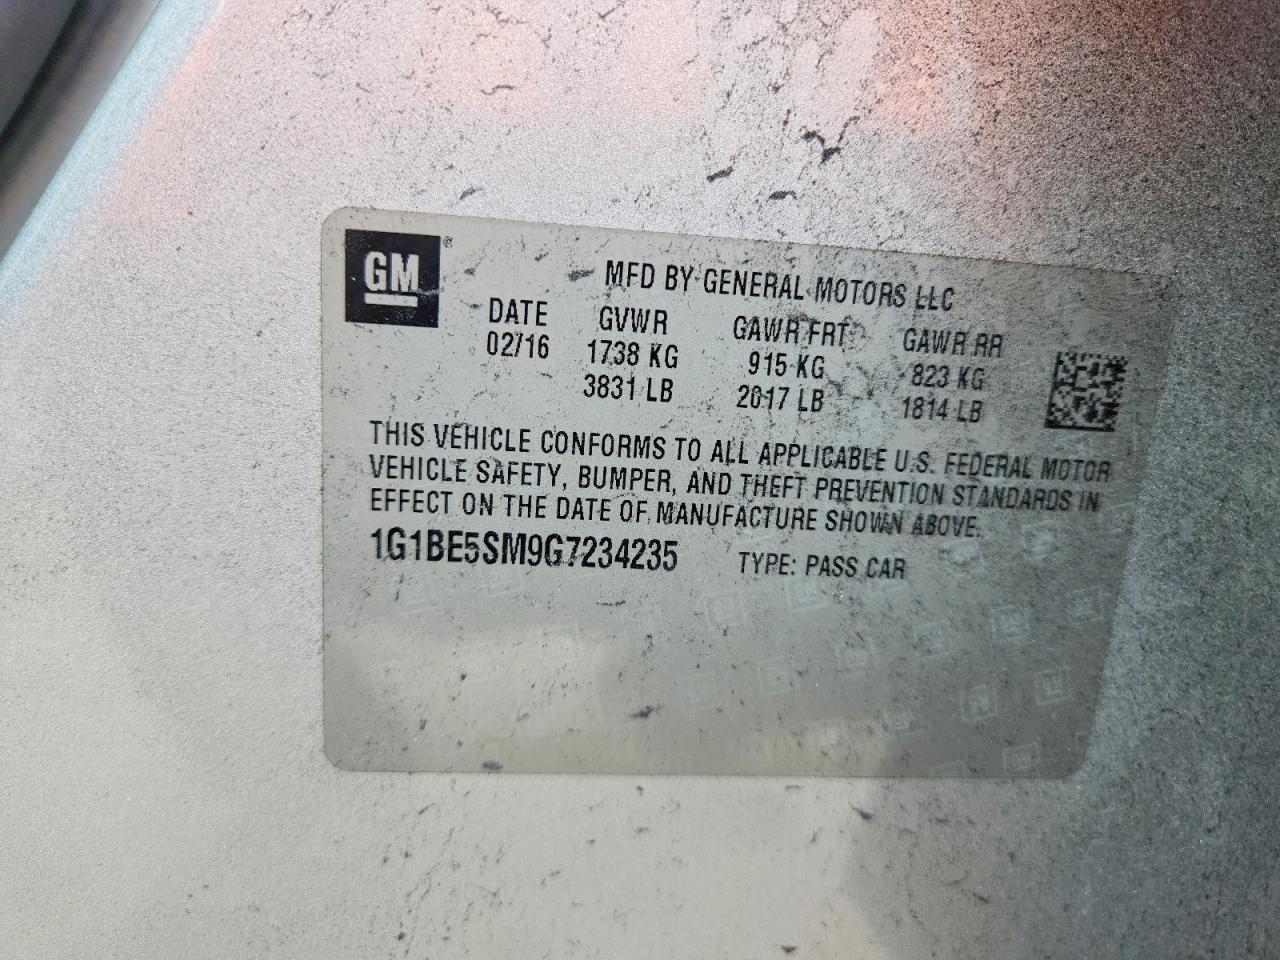 GM ®
MFD BY GENERAL MOTORS LLC
DATE GVWR GAWR FRT GAWR RR
02/16 1738 KG 915 KG 823 KG
3831 LB 2017 LB 1814 LB
THIS VEHICLE CONFORMS TO ALL APPLICABLE U.S. FEDERAL MOTOR
VEHICLE SAFETY, BUMPER, AND THEFT PREVENTION STANDARDS IN
EFFECT ON THE DATE OF MANUFACTURE SHOWN ABOVE.
1G1BE5SM9G7234235 TYPE: PASS CAR